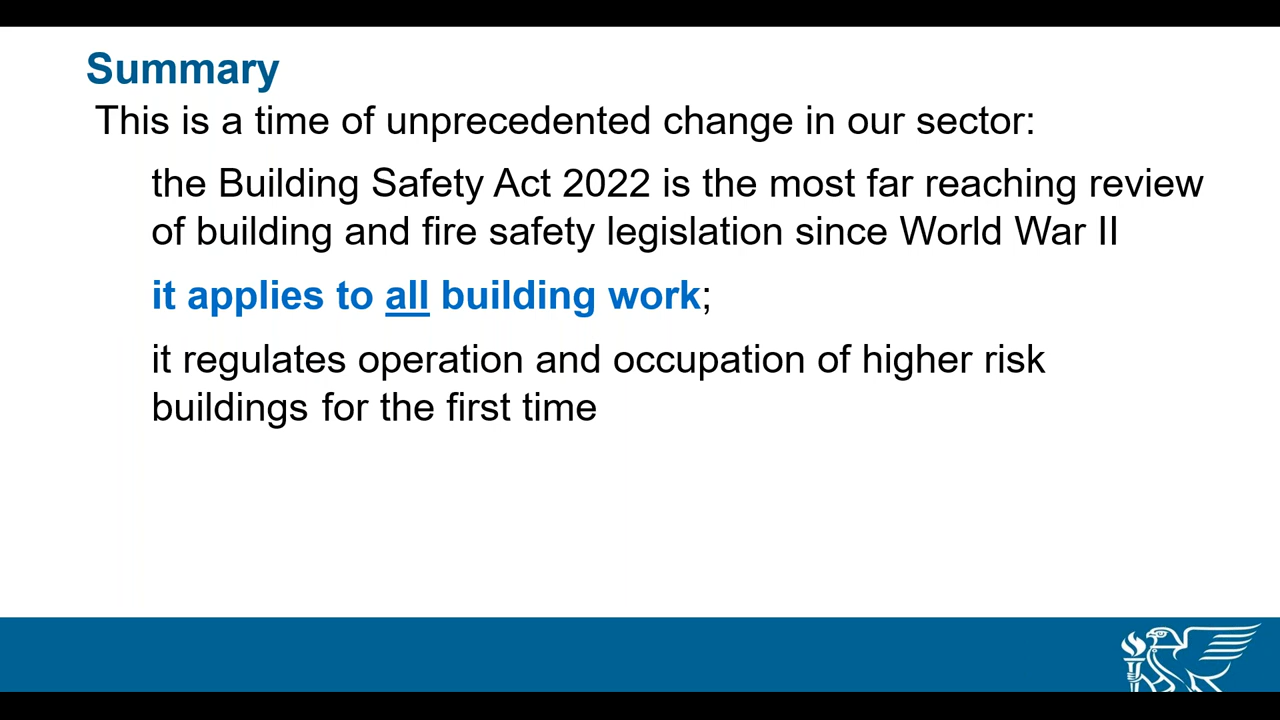 Summary
This is a time of unprecedented change in our sector:
the Building Safety Act 2022 is the most far reaching review
of building and fire safety legislation since World War II
it applies to all building work;
it regulates operation and occupation of higher risk
buildings for the first time